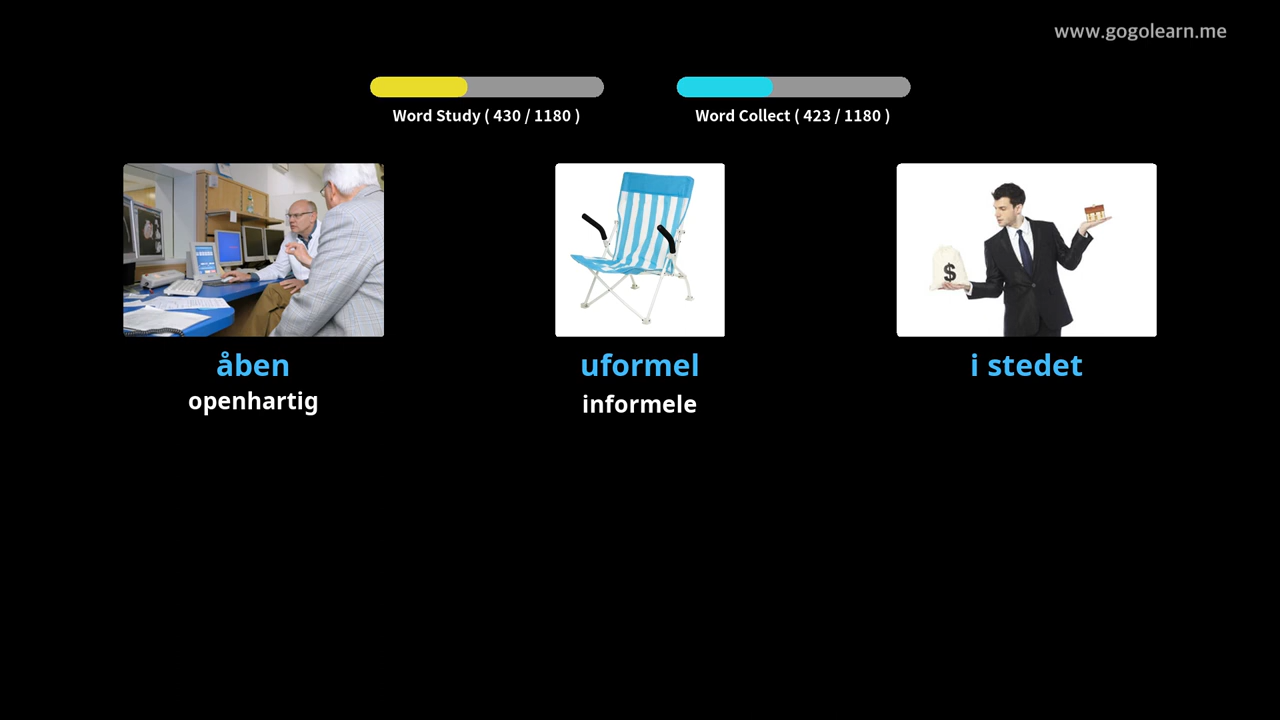 www.gogolearn.me
Word Study ( 430 / 1180 )
Word Collect ( 423 / 1180 )
åben
uformel
i stedet
openhartig
informele
$